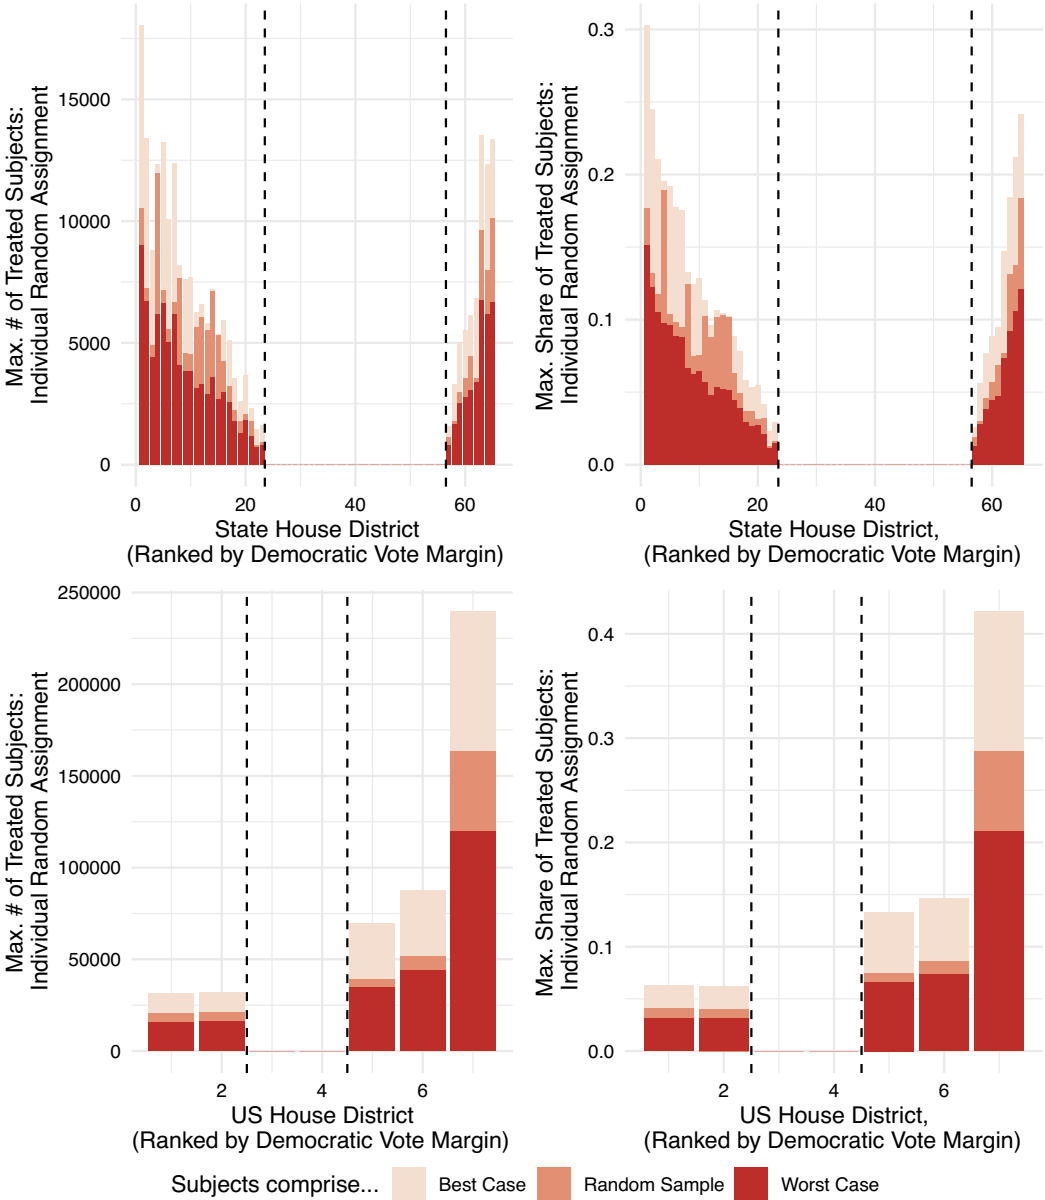 Max. # of Treated Subjects:
Individual Random Assignment
15000
10000
5000
0
0
20
40
60
State House District
(Ranked by Democratic Vote Margin)
Max. Share of Treated Subjects:
Individual Random Assignment
0.3
0.2
0.1
0.0
0
20
40
60
State House District,
(Ranked by Democratic Vote Margin)
Max. # of Treated Subjects:
Individual Random Assignment
250000
200000
150000
100000
50000
0
2
4
6
US House District
(Ranked by Democratic Vote Margin)
Max. Share of Treated Subjects:
Individual Random Assignment
0.4
0.3
0.2
0.1
0.0
2
4
6
US House District,
(Ranked by Democratic Vote Margin)
Subjects comprise... Best Case Random Sample Worst Case